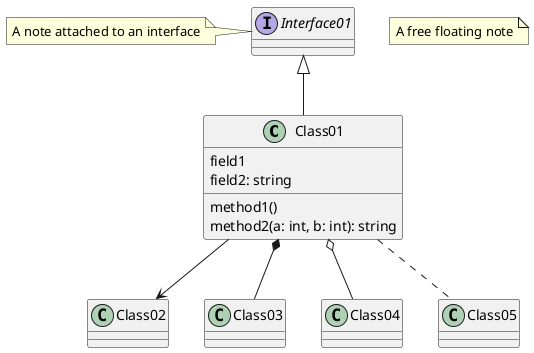 A note attached to an interface
I Interface01
A free floating note
C Class01
field1
field2: string
method1()
method2(a: int, b: int): string
C Class02
C Class03
C Class04
C Class05